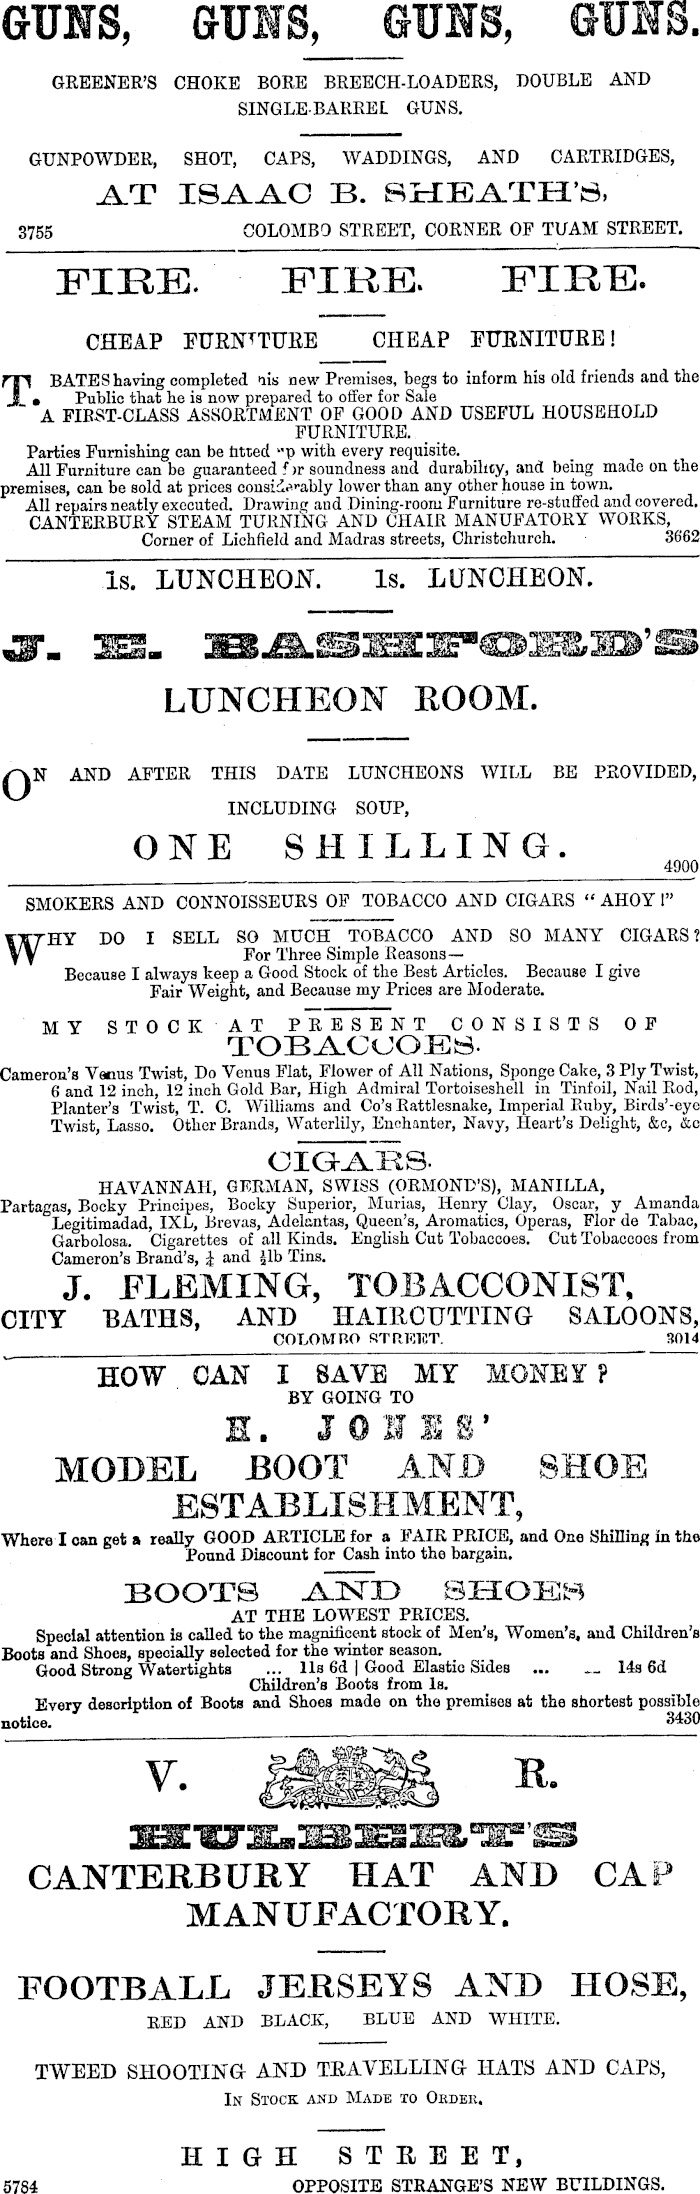 GUNS, GUNS, GUNS, GUNS.
GREENER'S CHOKE BORE BREECH-LOADERS, DOUBLE AND
SINGLE-BARREL GUNS.
GUNPOWDER, SHOT, CAPS, WADDINGS, AND CARTRIDGES,
AT ISAAC B. SHEATH'S,
3755 COLOMBO STREET, CORNER OF TUAM STREET.
FIRE. FIRE. FIRE.
CHEAP FURNITURE CHEAP FURNITURE!
T. BATES having completed his new Premises, begs to inform his old friends and the
Public that he is now prepared to offer for Sale
A FIRST-CLASS ASSORTMENT OF GOOD AND USEFUL HOUSEHOLD
FURNITURE.
Parties Furnishing can be fitted up with every requisite.
All Furniture can be guaranteed for soundness and durability, and being made on the
premises, can be sold at prices considerably lower than any other house in town.
All repairs neatly executed. Drawing and Dining-room Furniture re-stuffed and covered.
CANTERBURY STEAM TURNING AND CHAIR MANUFATORY WORKS,
Corner of Lichfield and Madras streets, Christchurch. 3662
1s. LUNCHEON. 1s. LUNCHEON.
J. E. BASHFORD'S
LUNCHEON ROOM.
ON AND AFTER THIS DATE LUNCHEONS WILL BE PROVIDED,
INCLUDING SOUP,
ONE SHILLING.
4900
SMOKERS AND CONNOISSEURS OF TOBACCO AND CIGARS "AHOY!"
WHY DO I SELL SO MUCH TOBACCO AND SO MANY CIGARS?
For Three Simple Reasons—
Because I always keep a Good Stock of the Best Articles. Because I give
Fair Weight, and Because my Prices are Moderate.
MY STOCK AT PRESENT CONSISTS OF
TOBACCOES.
Cameron's Venus Twist, Do Venus Flat, Flower of All Nations, Sponge Cake, 3 Ply Twist,
6 and 12 inch, 12 inch Gold Bar, High Admiral Tortoiseshell in Tinfoil, Nail Rod,
Planter's Twist, T. C. Williams and Co's Rattlesnake, Imperial Ruby, Birds'-eye
Twist, Lasso. Other Brands, Waterlily, Enchanter, Navy, Heart's Delight, &c, &c
CIGARS.
HAVANNAH, GERMAN, SWISS (ORMOND'S), MANILLA,
Partagas, Bocky Principes, Bocky Superior, Murias, Henry Clay, Oscar, y Amanda
Legitimadad, IXL, Brevas, Adelantas, Queen's, Aromatics, Operas, Flor de Tabac,
Garbolosa. Cigarettes of all Kinds. English Cut Tobaccoes. Cut Tobaccoes from
Cameron's Brand's, ¼ and ½lb Tins.
J. FLEMING, TOBACCONIST,
CITY BATHS, AND HAIRCUTTING SALOONS,
COLOMBO STREET. 3014
HOW CAN I SAVE MY MONEY?
BY GOING TO
H. JONES'
MODEL BOOT AND SHOE
ESTABLISHMENT,
Where I can get a really GOOD ARTICLE for a FAIR PRICE, and One Shilling in the
Pound Discount for Cash into the bargain.
BOOTS AND SHOES
AT THE LOWEST PRICES.
Special attention is called to the magnificent stock of Men's, Women's, and Children's
Boots and Shoes, specially selected for the winter season.
Good Strong Watertights ... 11s 6d | Good Elastic Sides ... ... 14s 6d
Children's Boots from 1s.
Every description of Boots and Shoes made on the premises at the shortest possible
notice. 3430
V. R.
HULBERT'S
CANTERBURY HAT AND CAP
MANUFACTORY.
FOOTBALL JERSEYS AND HOSE,
RED AND BLACK, BLUE AND WHITE.
TWEED SHOOTING AND TRAVELLING HATS AND CAPS,
IN STOCK AND MADE TO ORDER.
HIGH STREET,
5784 OPPOSITE STRANGE'S NEW BUILDINGS.